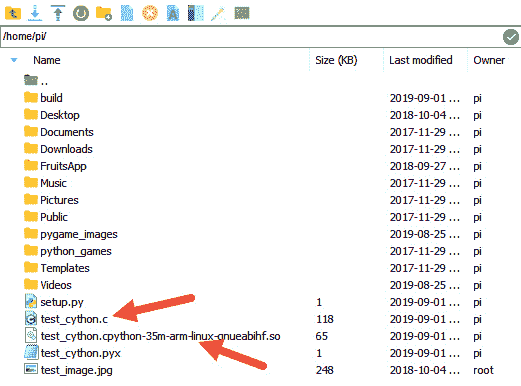 /home/pi/
Name Size (KB) Last modified Owner
..
build 2019-09-01 ... pi
Desktop 2018-10-04 ... pi
Documents 2017-11-29 ... pi
Downloads 2017-11-29 ... pi
FruitsApp 2018-09-27 ... pi
Music 2017-11-29 ... pi
Pictures 2017-11-29 ... pi
Public 2017-11-29 ... pi
pygame_images 2019-08-25 ... pi
python_games 2017-11-29 ... pi
Templates 2017-11-29 ... pi
Videos 2019-08-25 ... pi
setup.py 1 2019-09-01 ... pi
test_cython.c 118 2019-09-01 ... pi
test_cython.cpython-35m-arm-linux-gnueabihf.so 65 2019-09-01 ... pi
test_cython.pyx 1 2019-09-01 ... pi
test_image.jpg 248 2018-10-04 ... root